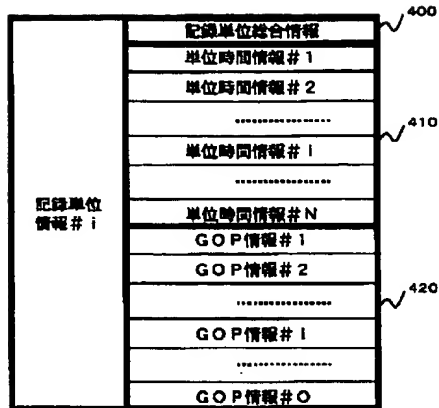 記録単位総合情報
400
単位時間情報#1
単位時間情報#2
………………
410
単位時間情報#i
………………
記録単位
情報#i
単位時間情報#N
GOP情報#1
GOP情報#2
………………
420
GOP情報#i
………………
GOP情報#O